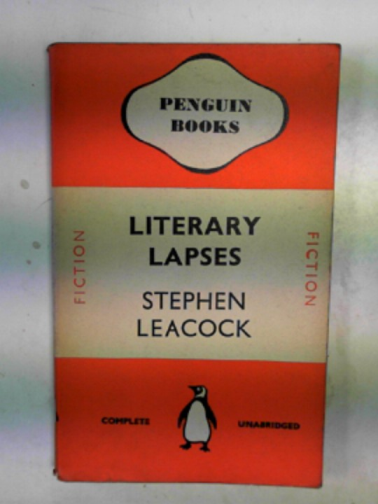 PENGUIN
BOOKS
LITERARY
LAPSES
FICTION
FICTION
STEPHEN
LEACOCK
COMPLETE
UNABRIDGED